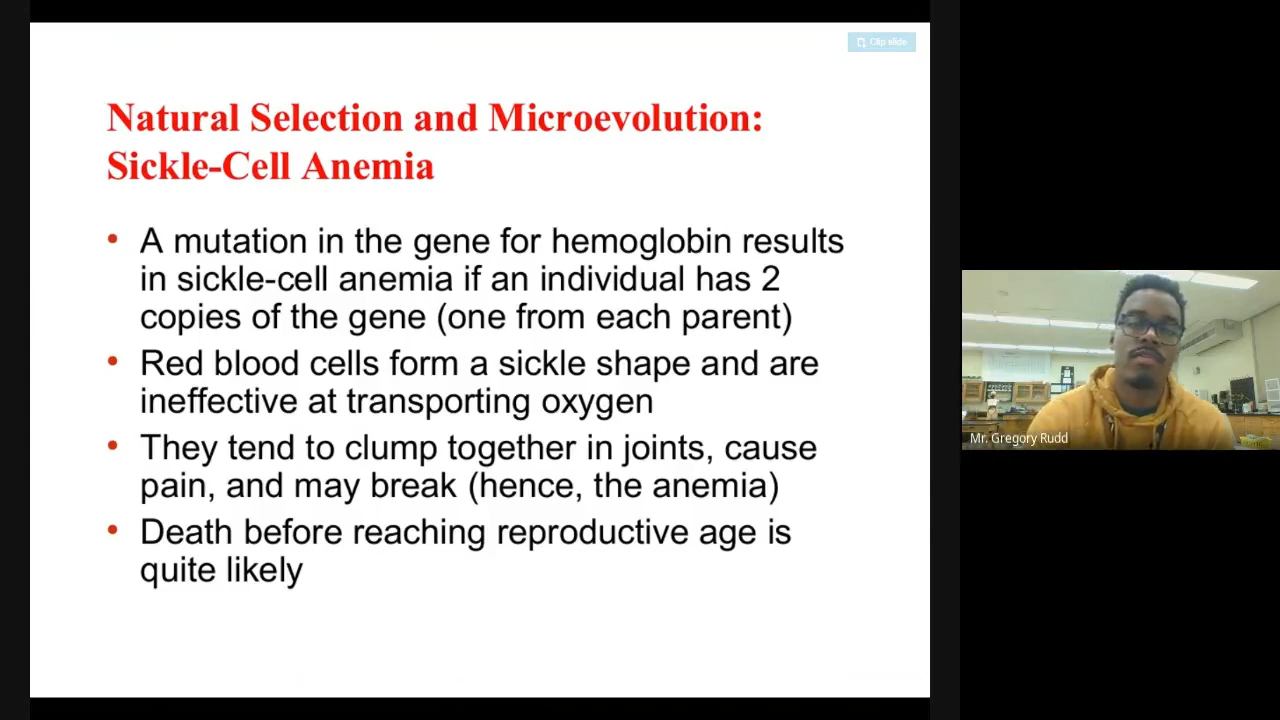 Clip slide
Natural Selection and Microevolution:
Sickle-Cell Anemia
• A mutation in the gene for hemoglobin results
in sickle-cell anemia if an individual has 2
copies of the gene (one from each parent)
• Red blood cells form a sickle shape and are
ineffective at transporting oxygen
• They tend to clump together in joints, cause
pain, and may break (hence, the anemia)
• Death before reaching reproductive age is
quite likely
Mr. Gregory Rudd